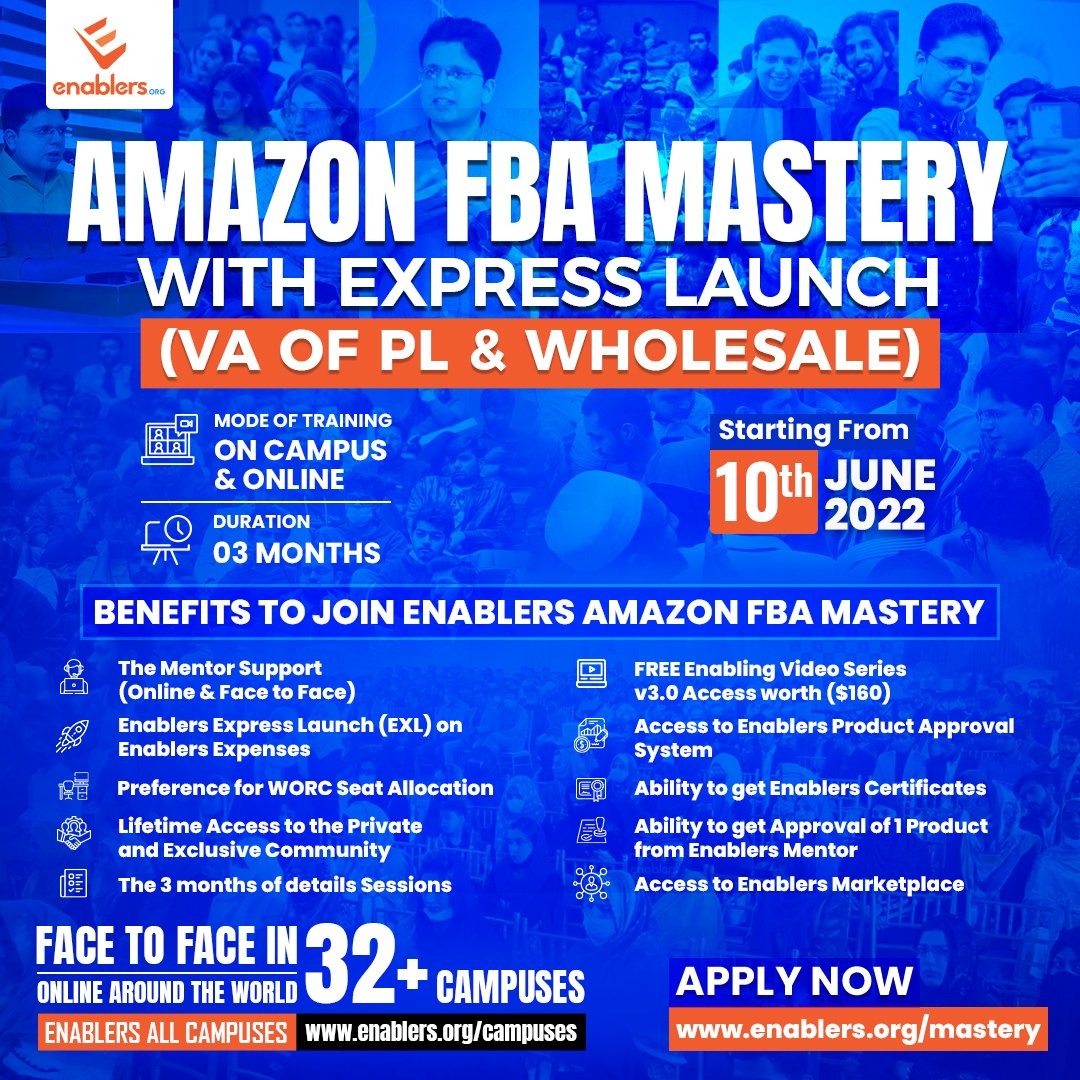 enablers.ORG
AMAZON FBA MASTERY
WITH EXPRESS LAUNCH
(VA OF PL & WHOLESALE)
MODE OF TRAINING
ON CAMPUS
& ONLINE
DURATION
03 MONTHS
Starting From
10th JUNE
2022
BENEFITS TO JOIN ENABLERS AMAZON FBA MASTERY
The Mentor Support
(Online & Face to Face)
Enablers Express Launch (EXL) on
Enablers Expenses
Preference for WORC Seat Allocation
Lifetime Access to the Private
and Exclusive Community
The 3 months of details Sessions
FREE Enabling Video Series
v3.0 Access worth ($160)
Access to Enablers Product Approval
System
Ability to get Enablers Certificates
Ability to get Approval of 1 Product
from Enablers Mentor
Access to Enablers Marketplace
FACE TO FACE IN
ONLINE AROUND THE WORLD
32+ CAMPUSES
ENABLERS ALL CAMPUSES www.enablers.org/campuses
APPLY NOW
www.enablers.org/mastery